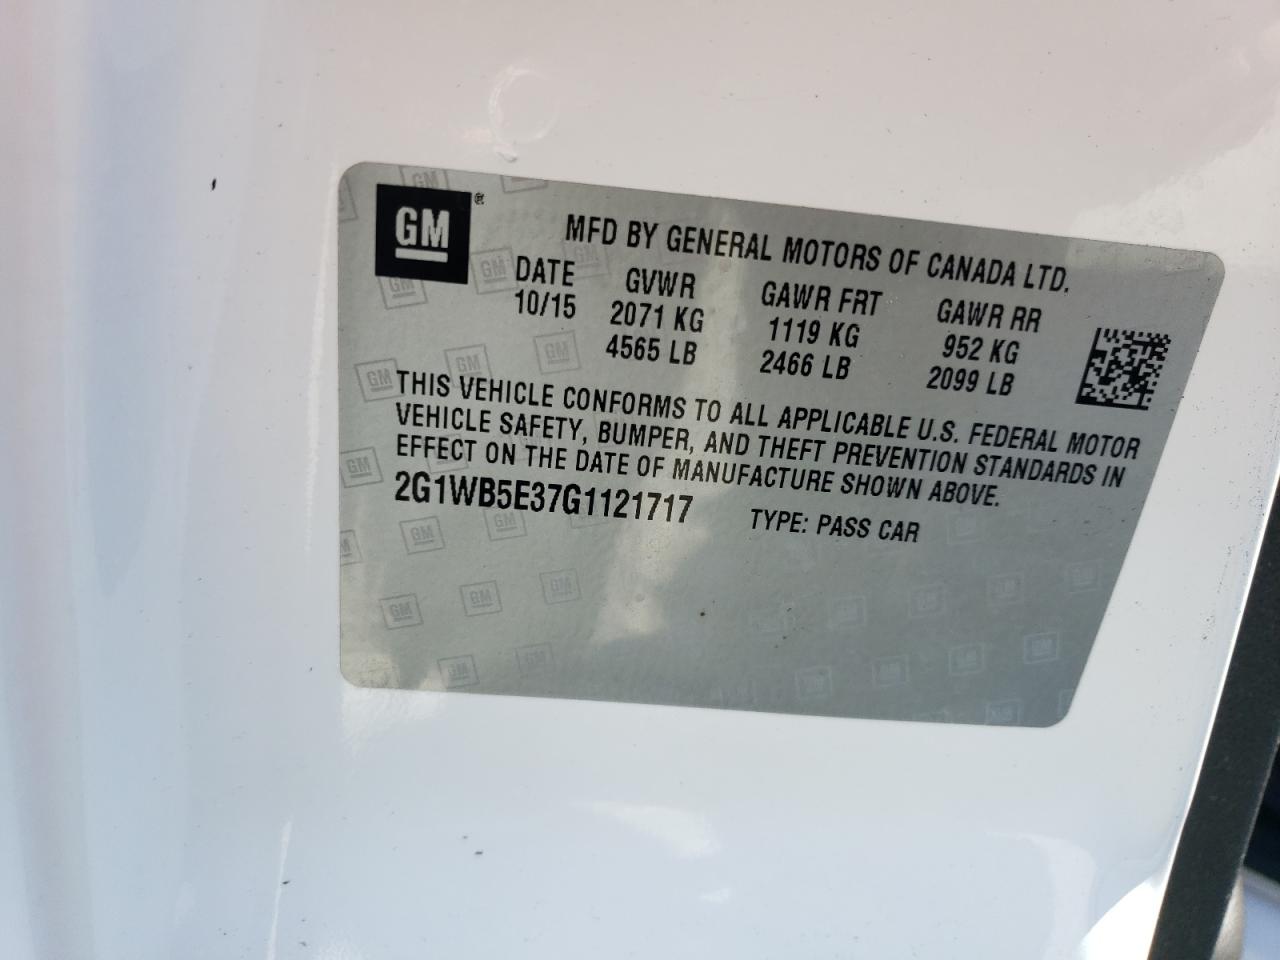 GM ®
MFD BY GENERAL MOTORS OF CANADA LTD.
DATE GVWR GAWR FRT GAWR RR
10/15 2071 KG 1119 KG 952 KG
4565 LB 2466 LB 2099 LB
THIS VEHICLE CONFORMS TO ALL APPLICABLE U.S. FEDERAL MOTOR
VEHICLE SAFETY, BUMPER, AND THEFT PREVENTION STANDARDS IN
EFFECT ON THE DATE OF MANUFACTURE SHOWN ABOVE.
2G1WB5E37G1121717 TYPE: PASS CAR